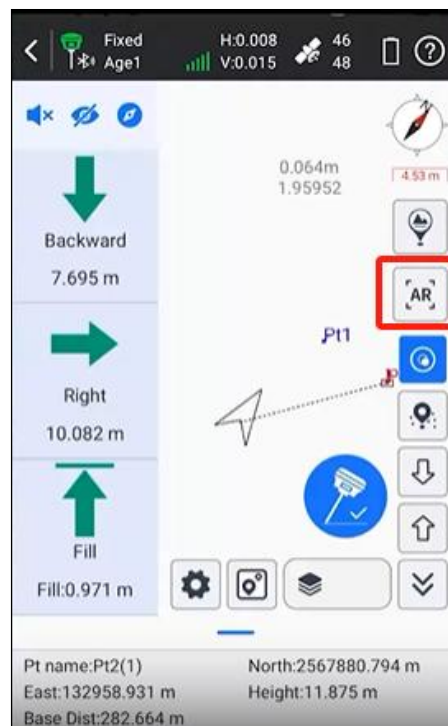 Fixed
Age1
H:0.008
V:0.015
46
48
0.064m
1.95952
4.53 m
Backward
7.695 m
AR
Pt1
P
Right
10.082 m
Fill
Fill:0.971 m
Pt name:Pt2(1)
North:2567880.794 m
East:132958.931 m
Height:11.875 m
Base Dist:282.664 m